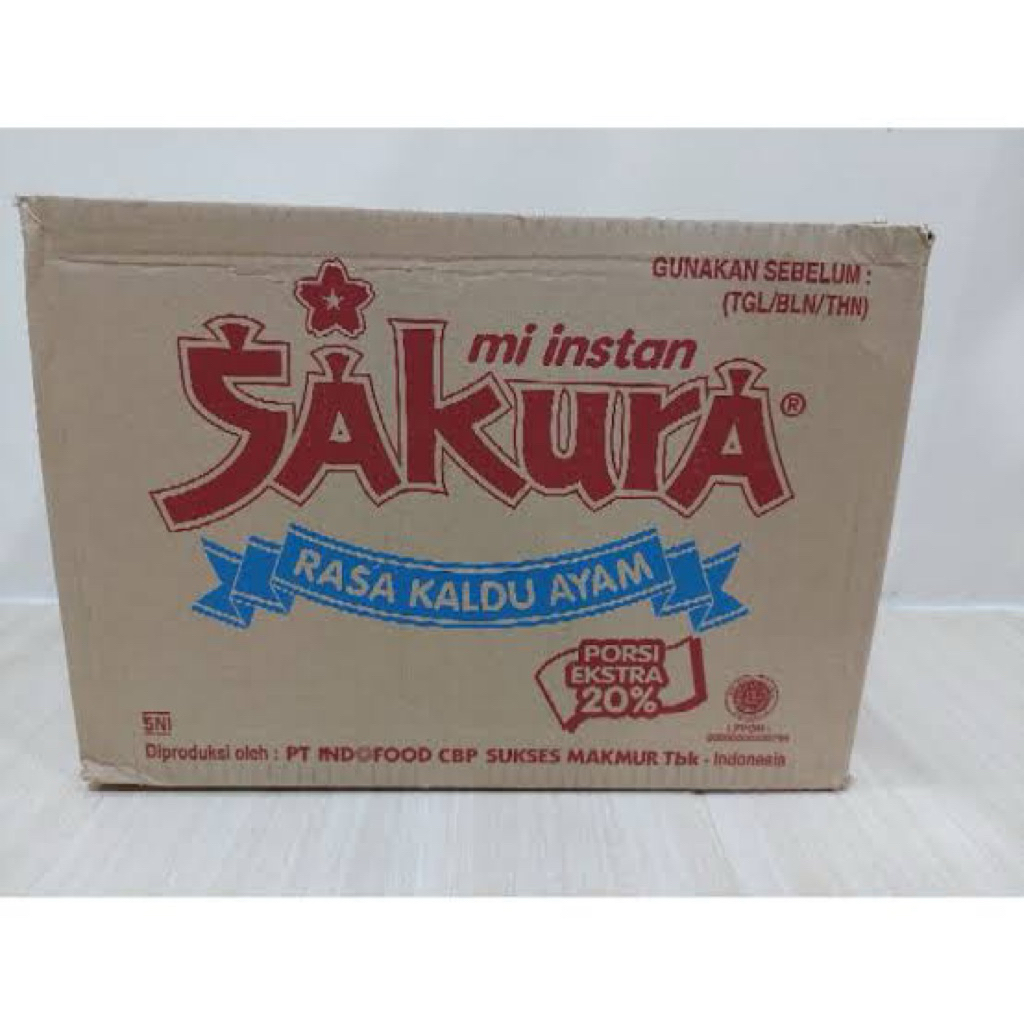 GUNAKAN SEBELUM :
(TGL/BLN/THN)
mi instan
SAkurA®
RASA KALDU AYAM
PORSI
EKSTRA
20%
SNI
Diproduksi oleh : PT INDOFOOD CBP SUKSES MAKMUR Tbk - Indonesia